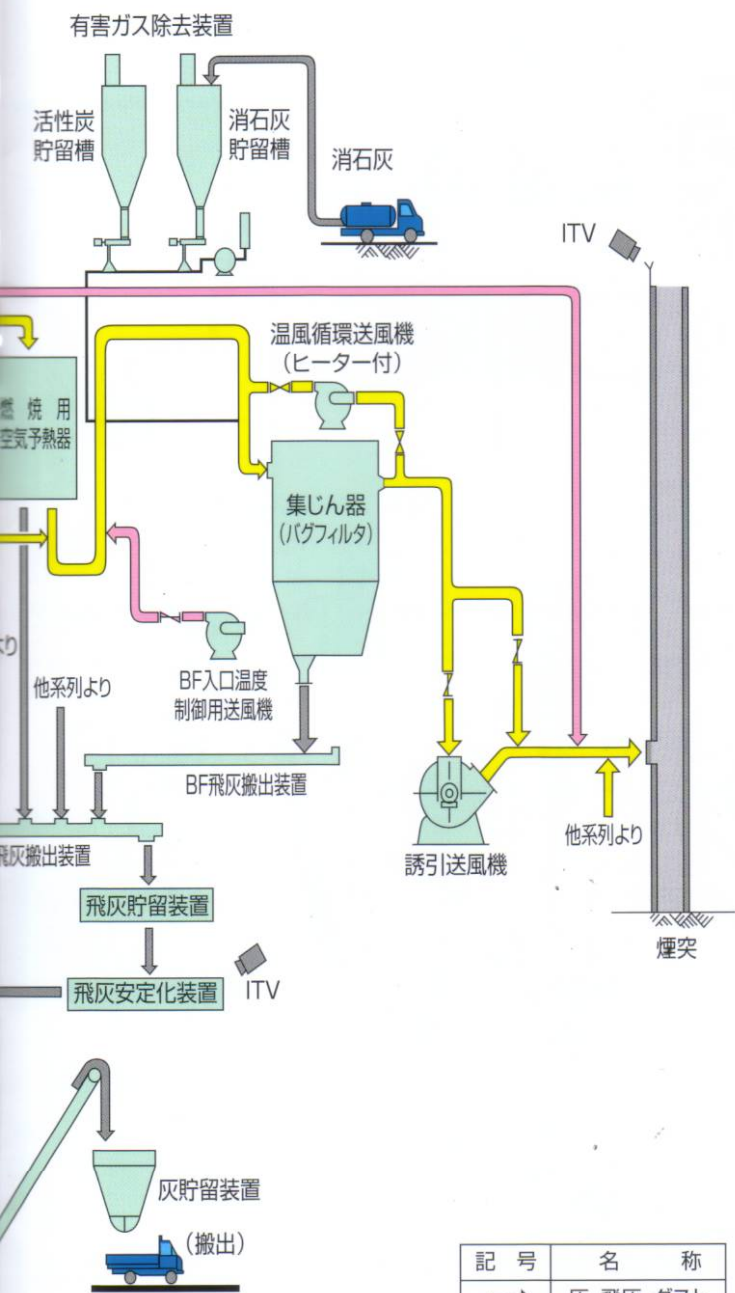 有害ガス除去装置
活性炭
貯留槽
消石灰
貯留槽
消石灰
ITV
温風循環送風機
(ヒーター付)
燃焼用
空気予熱器
集じん器
(バグフィルタ)
他系列より
BF入口温度
制御用送風機
BF飛灰搬出装置
飛灰搬出装置
誘引送風機
他系列より
飛灰貯留装置
煙突
飛灰安定化装置
ITV
灰貯留装置
(搬出)
記号
名称